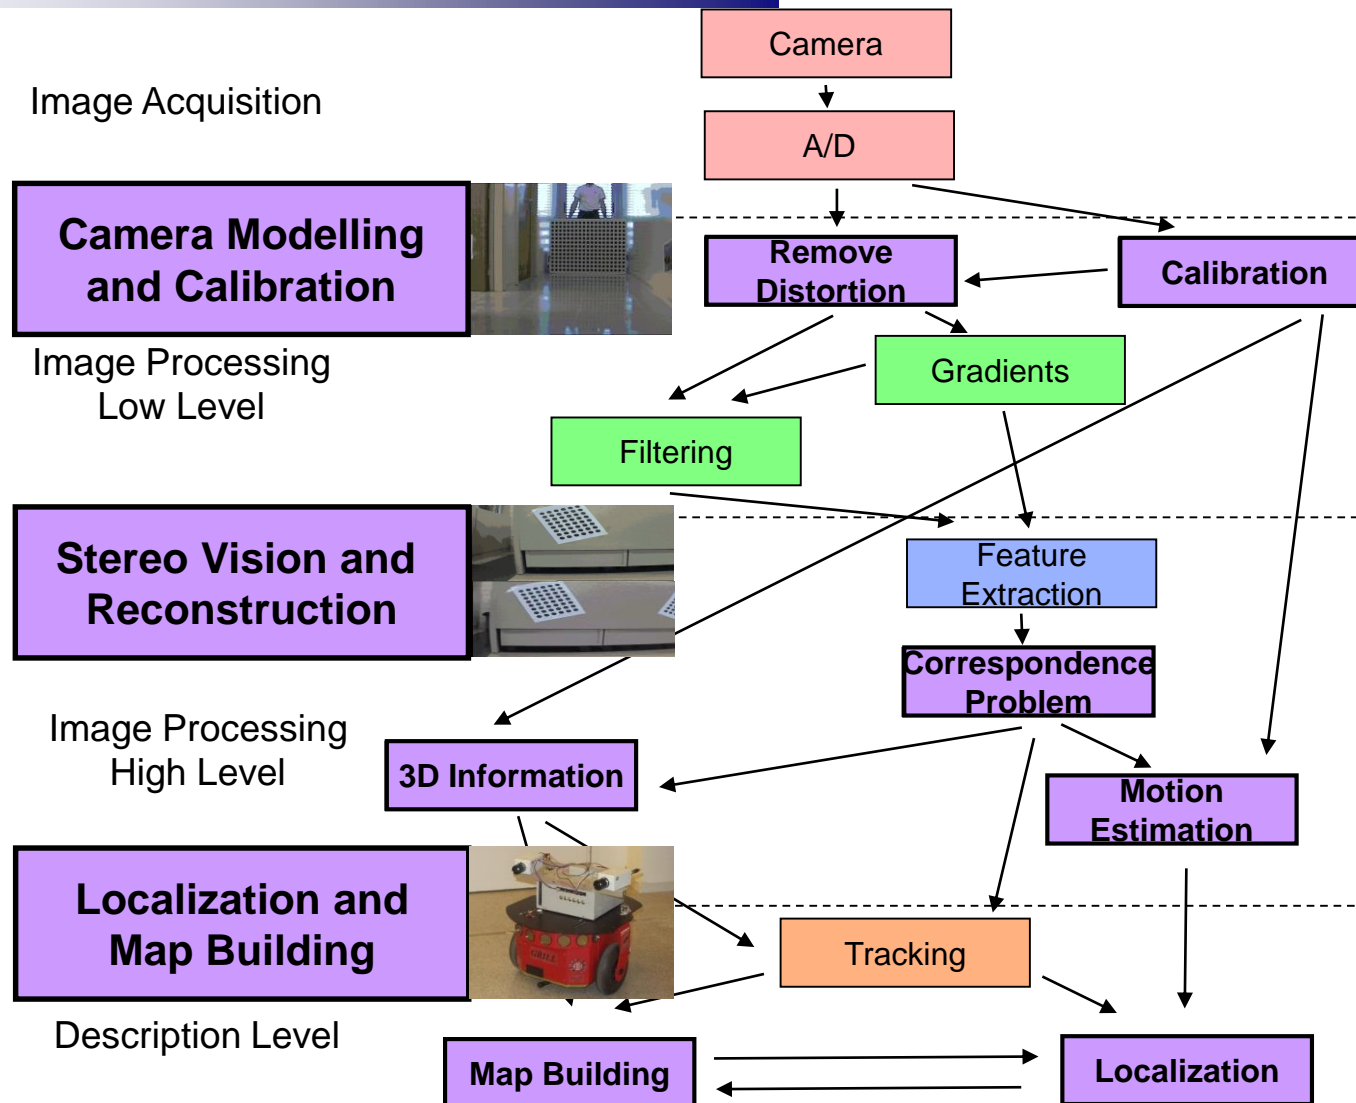 Camera
Image Acquisition
A/D
Camera Modelling
and Calibration
Remove
Distortion
Calibration
Image Processing
Low Level
Gradients
Filtering
Stereo Vision and
Reconstruction
Feature
Extraction
Correspondence
Problem
Image Processing
High Level
3D Information
Motion
Estimation
Localization and
Map Building
GRILL
Tracking
Description Level
Map Building
Localization